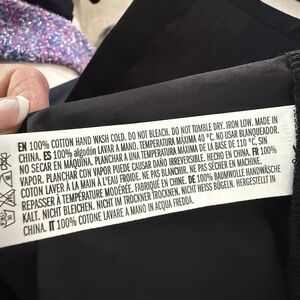 EN 100% COTTON HAND WASH COLD. DO NOT BLEACH. DO NOT TUMBLE DRY. IRON LOW. MADE IN
CHINA. ES 100% algodón LAVAR A MANO. TEMPERATURA MÁXIMA 40 °C. NO USAR BLANQUEADOR.
NO SECAR EN MÁQUINA. PLANCHAR A UNA TEMPERATURA MÁXIMA DE LA BASE DE 110 °C, SIN
VAPOR. PLANCHAR CON VAPOR PUEDE CAUSAR DAÑO IRREVERSIBLE. HECHO EN CHINA. FR 100%
COTON LAVER À LA MAIN À L'EAU FROIDE. NE PAS BLANCHIR. NE PAS SÉCHER EN MACHINE.
REPASSER À TEMPÉRATURE MODÉRÉE. FABRIQUÉ EN CHINE. DE 100% BAUMWOLLE HANDWÄSCHE
KALT. NICHT BLEICHEN. NICHT IM TROCKNER TROCKNEN. NICHT HEISS BÜGELN. HERGESTELLT IN
CHINA. IT 100% COTONE LAVARE A MANO IN ACQUA FREDDA.